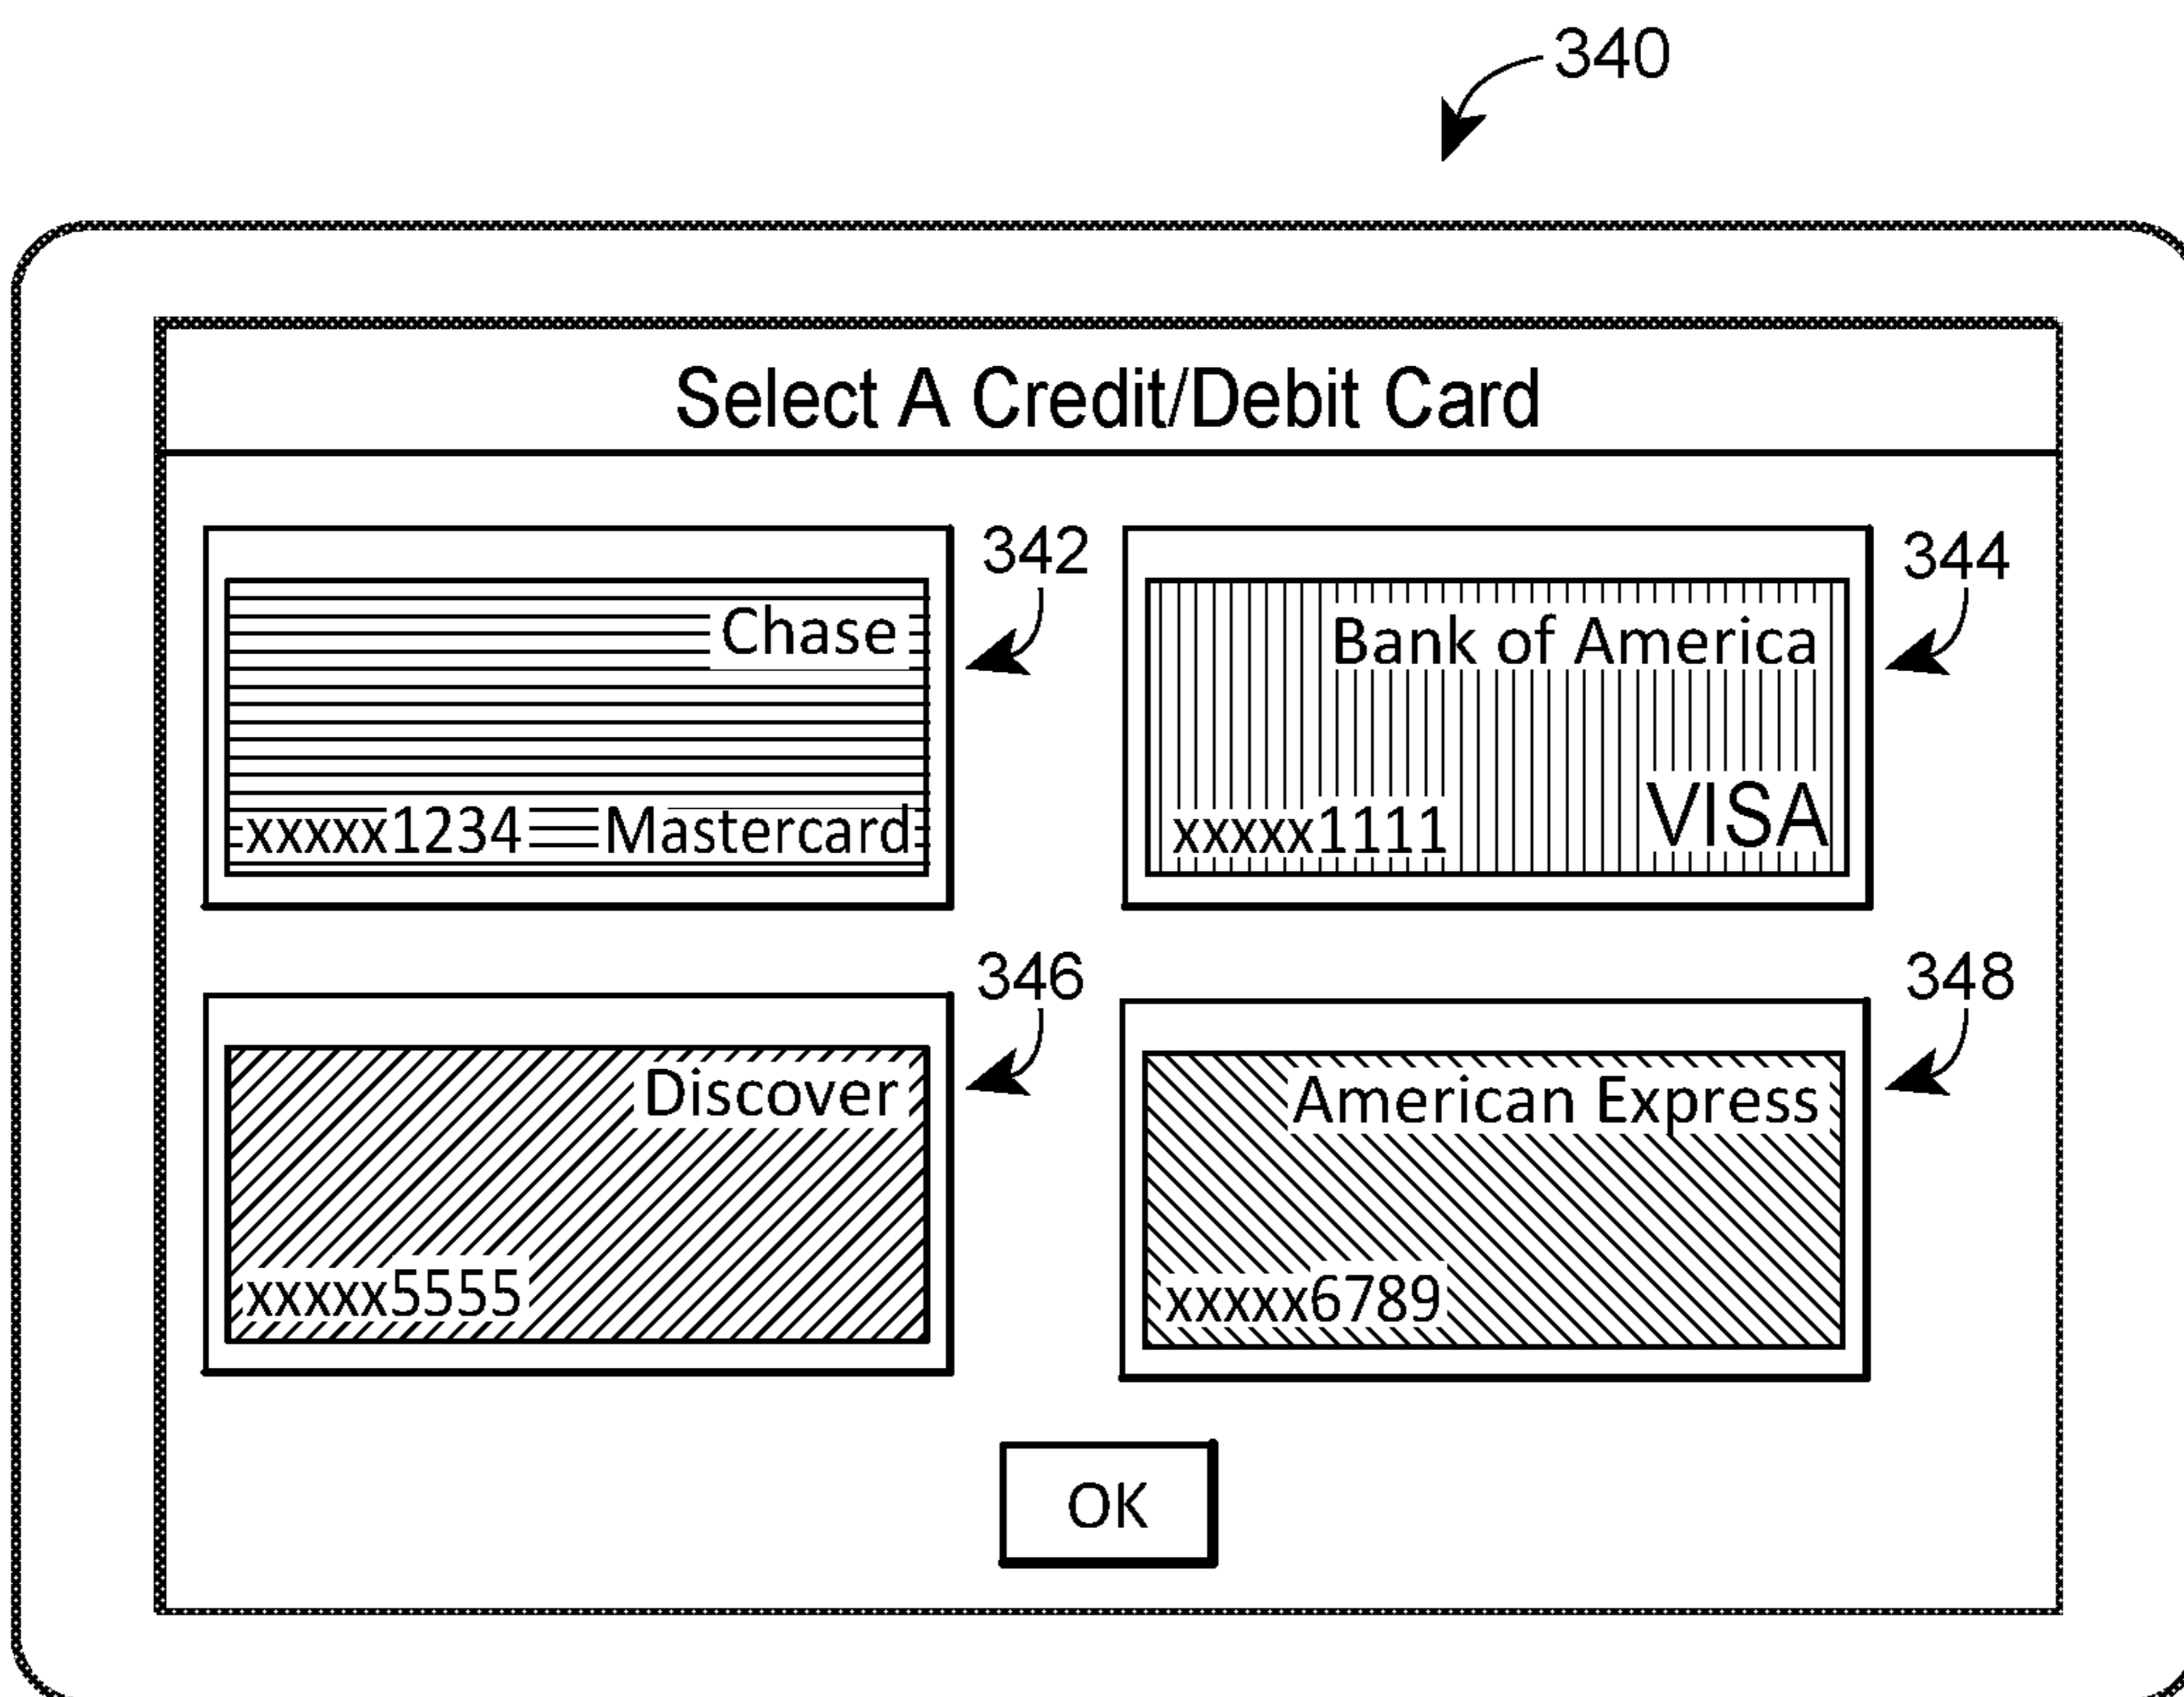 340
Select A Credit/Debit Card
342
Chase
xxxxx1234 Mastercard
344
Bank of America
xxxxx1111 VISA
346
Discover
xxxxx5555
348
American Express
xxxxx6789
OK